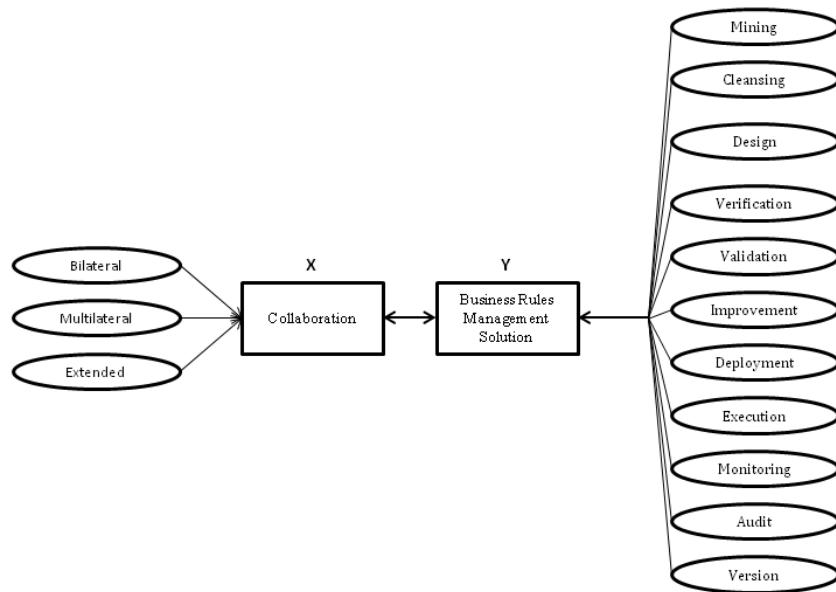 Mining
Cleansing
Design
Verification
Validation
Improvement
Deployment
Execution
Monitoring
Audit
Version
X
Y
Bilateral
Multilateral
Extended
Collaboration
Business Rules
Management
Solution